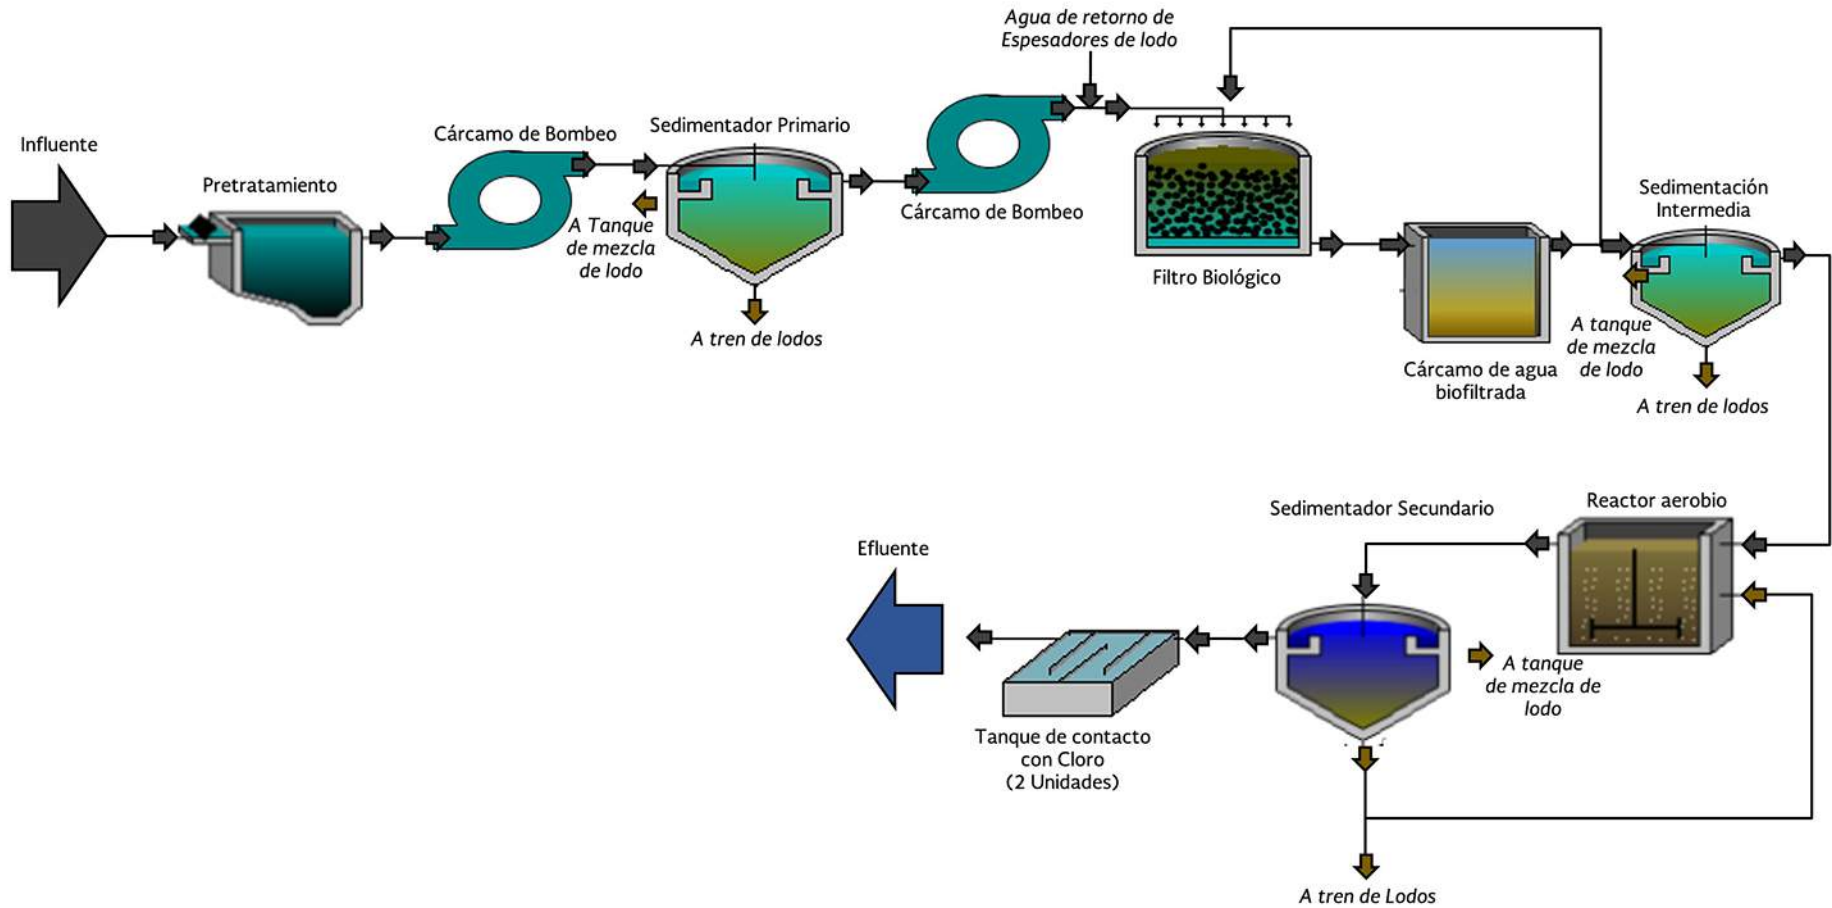 Agua de retorno de
Espesadores de lodo
Influente
Pretratamiento
Cárcamo de Bombeo
Sedimentador Primario
A Tanque
de mezcla
de lodo
A tren de lodos
Cárcamo de Bombeo
Filtro Biológico
Cárcamo de agua
biofiltrada
Sedimentación
Intermedia
A tanque
de mezcla
de lodo
A tren de lodos
Reactor aerobio
Sedimentador Secundario
A tanque
de mezcla de
lodo
Efluente
Tanque de contacto
con Cloro
(2 Unidades)
A tren de Lodos